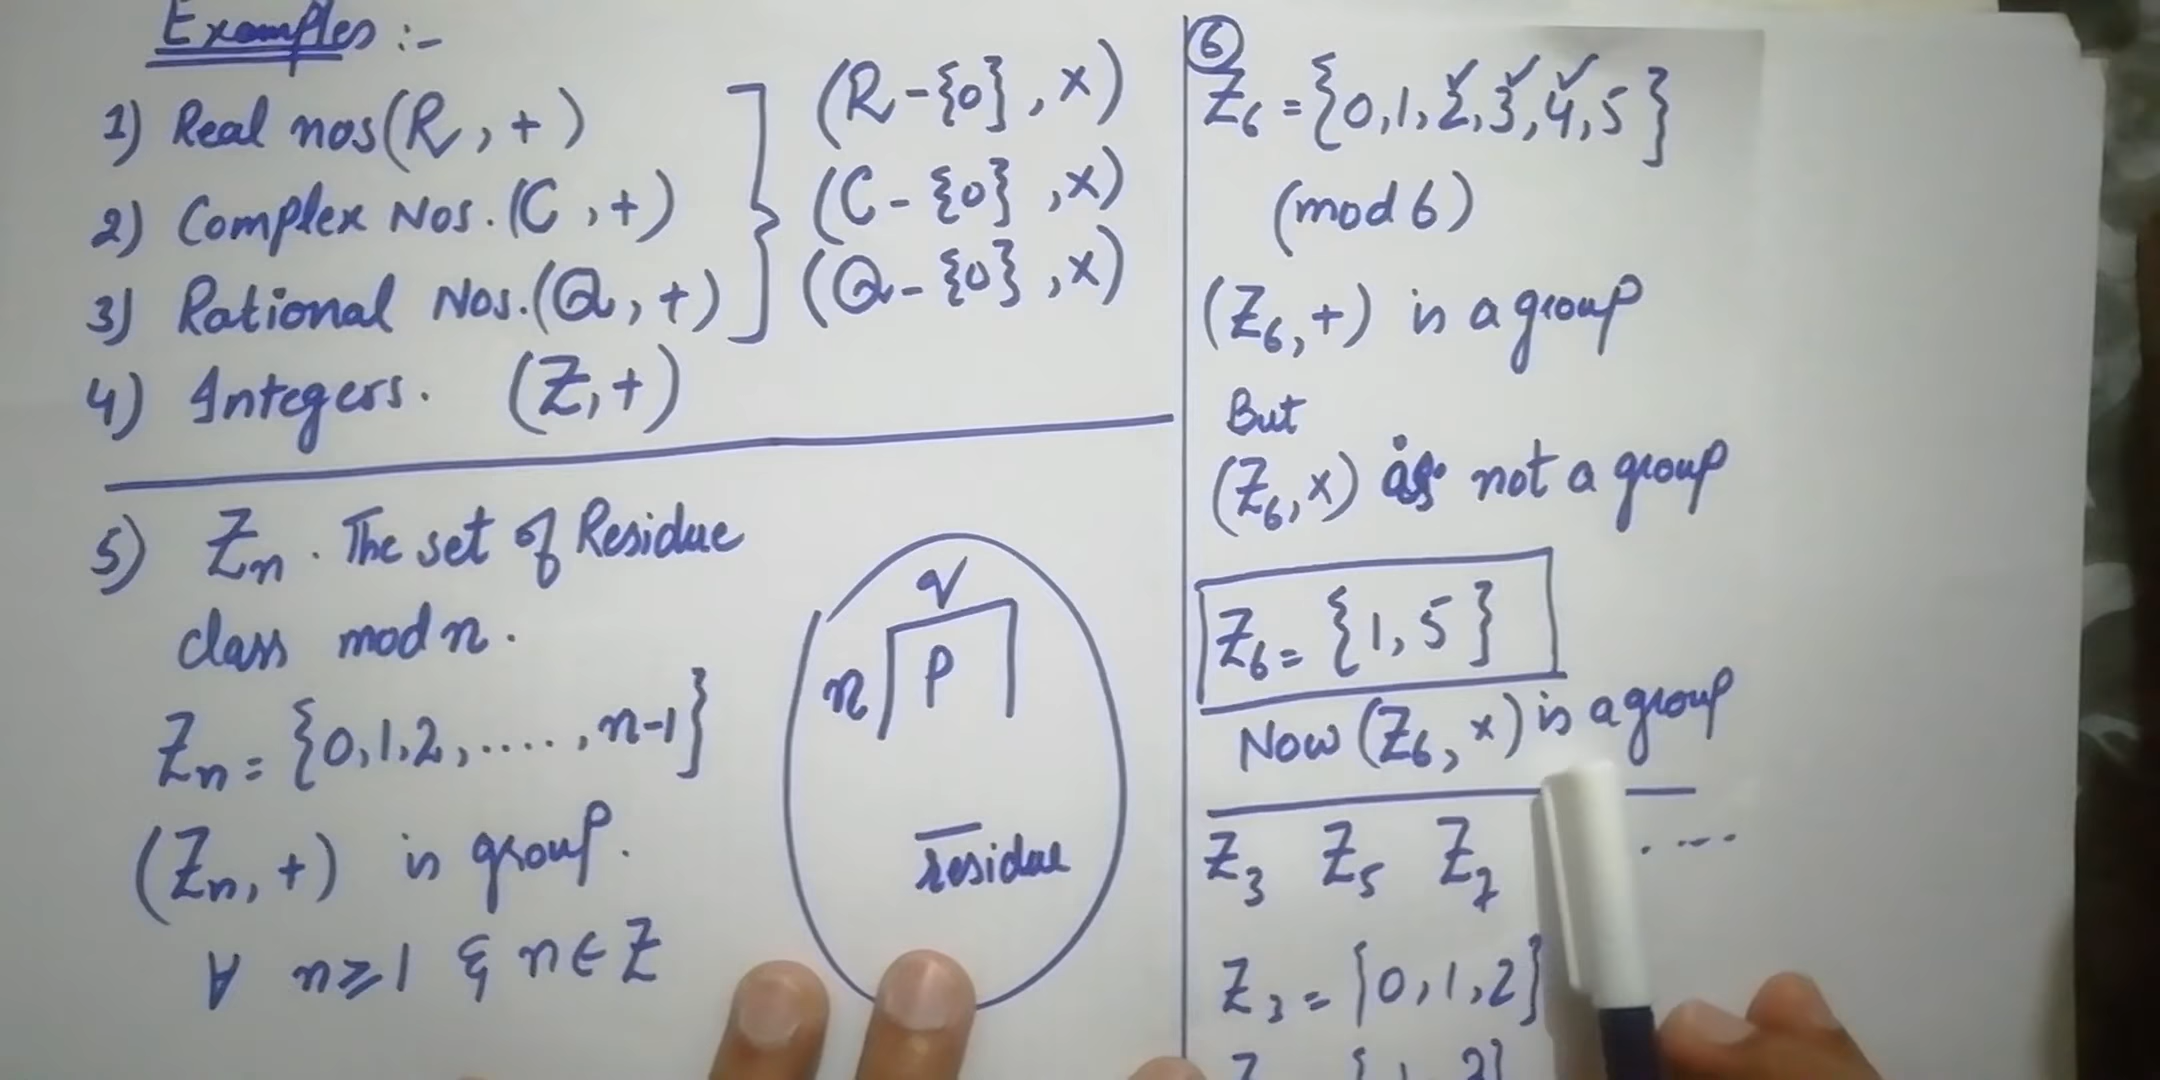 Examples :-
1) Real nos (R, +)
2) Complex Nos. (C, +)
3) Rational Nos. (Q, +)
4) Integers. (Z, +)
(R - {0}, ×)
(C - {0}, ×)
(Q - {0}, ×)
5) Zn. The set of Residue
class mod n.
Zn = {0, 1, 2, ....., n-1}
(Zn, +) is group.
∀ n ≥ 1 & n ∈ Z
q
n P
residue
6
Z6 = {0, 1, 2, 3, 4, 5}
(mod 6)
(Z6, +) is a group
But
(Z6, ×) is not a group
Z6 = {1, 5}
Now (Z6, ×) is a group
Z3 Z5 Z7 ....
Z3 = {0, 1, 2}